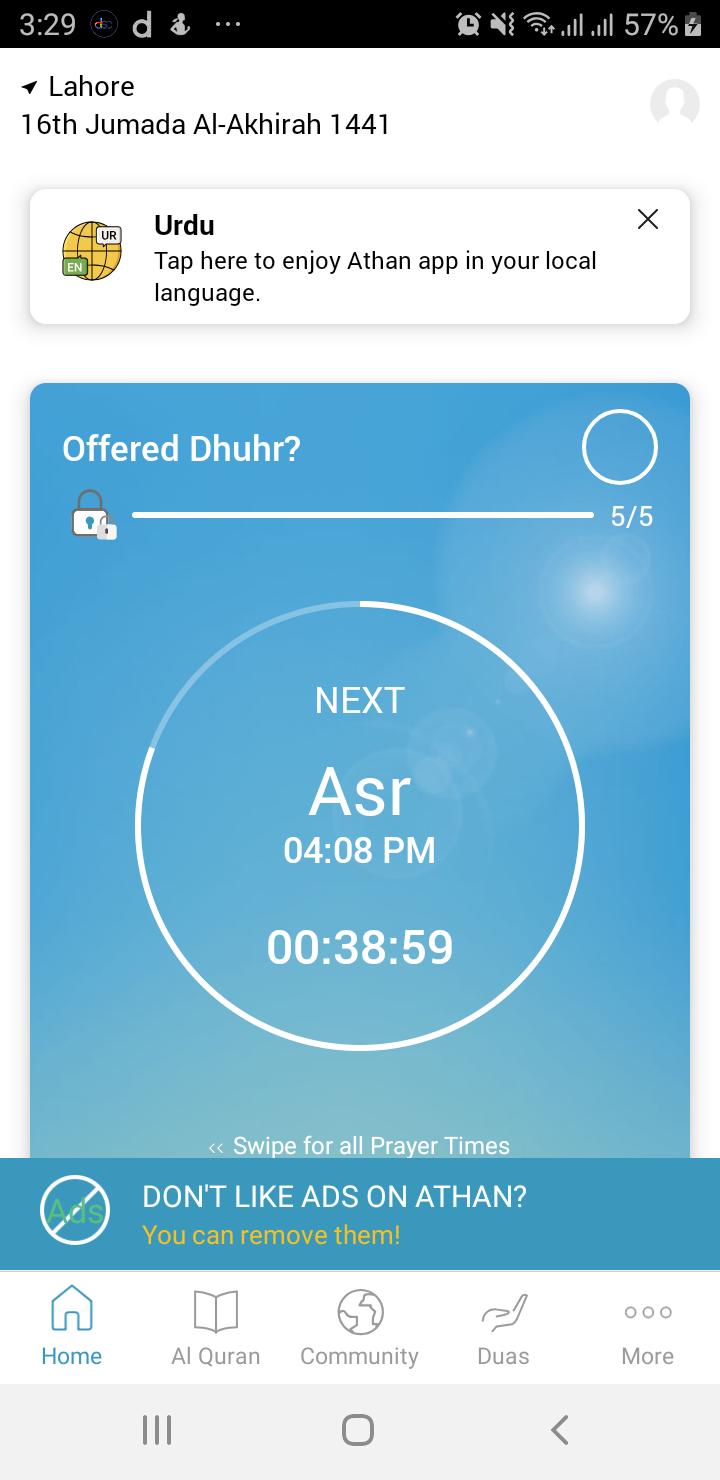 3:29
57%
Lahore
16th Jumada Al-Akhirah 1441
UR
EN
Urdu
Tap here to enjoy Athan app in your local
language.
Offered Dhuhr?
5/5
NEXT
Asr
04:08 PM
00:38:59
<< Swipe for all Prayer Times
Ads
DON'T LIKE ADS ON ATHAN?
You can remove them!
Home
Al Quran
Community
Duas
More